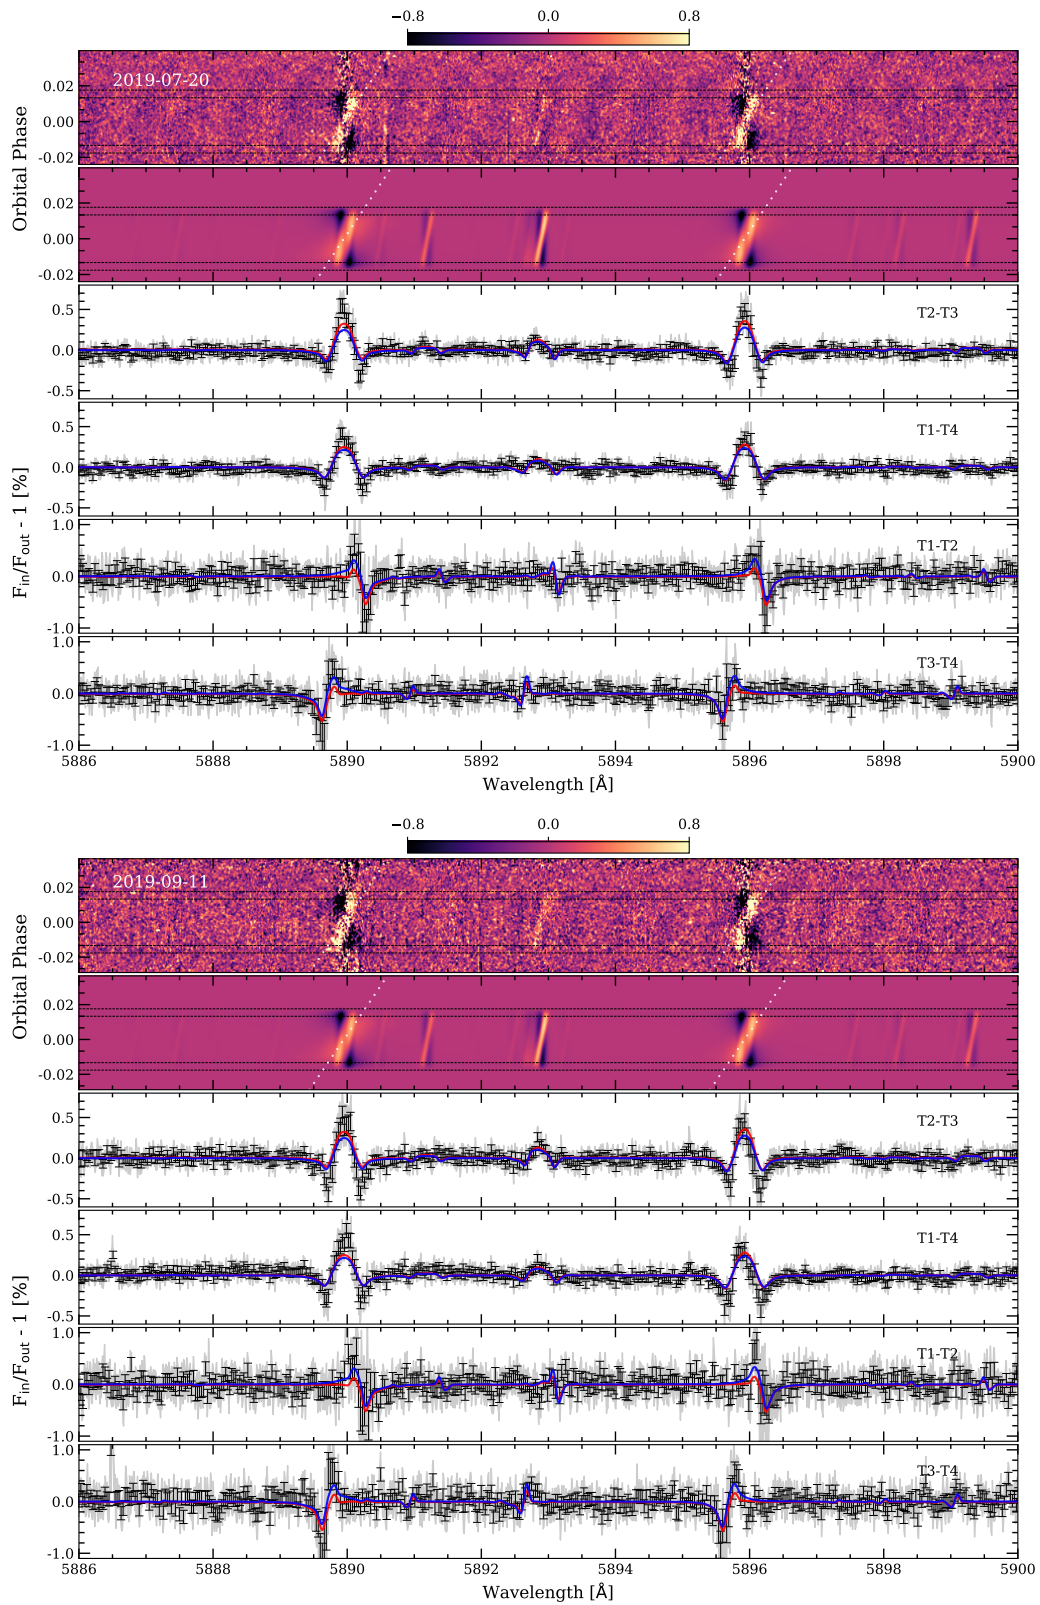 −0.8 0.0 0.8
2019-07-20
0.02
0.00
-0.02
Orbital Phase
0.02
0.00
-0.02
T2-T3
0.5
0.0
-0.5
T1-T4
0.5
0.0
-0.5
F_in/F_out - 1 [%]
T1-T2
1.0
0.0
-1.0
T3-T4
1.0
0.0
-1.0
5886 5888 5890 5892 5894 5896 5898 5900
Wavelength [Å]
−0.8 0.0 0.8
2019-09-11
0.02
0.00
-0.02
Orbital Phase
0.02
0.00
-0.02
T2-T3
0.5
0.0
-0.5
T1-T4
0.5
0.0
-0.5
F_in/F_out - 1 [%]
T1-T2
1.0
0.0
-1.0
T3-T4
1.0
0.0
-1.0
5886 5888 5890 5892 5894 5896 5898 5900
Wavelength [Å]